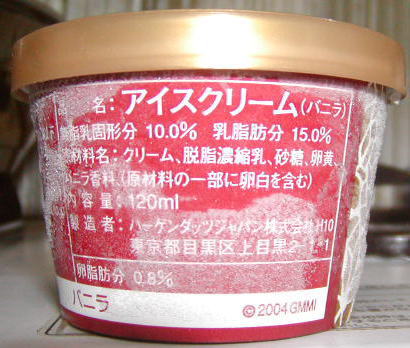 名：アイスクリーム（バニラ）
無脂乳固形分 10.0% 乳脂肪分 15.0%
原材料名：クリーム、脱脂濃縮乳、砂糖、卵黄、
バニラ香料、（原材料の一部に卵白を含む）
内容量：120ml
製造者：ハーゲンダッツジャパン株式会社 H10
東京都目黒区上目黒2-1-1
卵脂肪分 0.8%
バニラ
©2004 GMMI